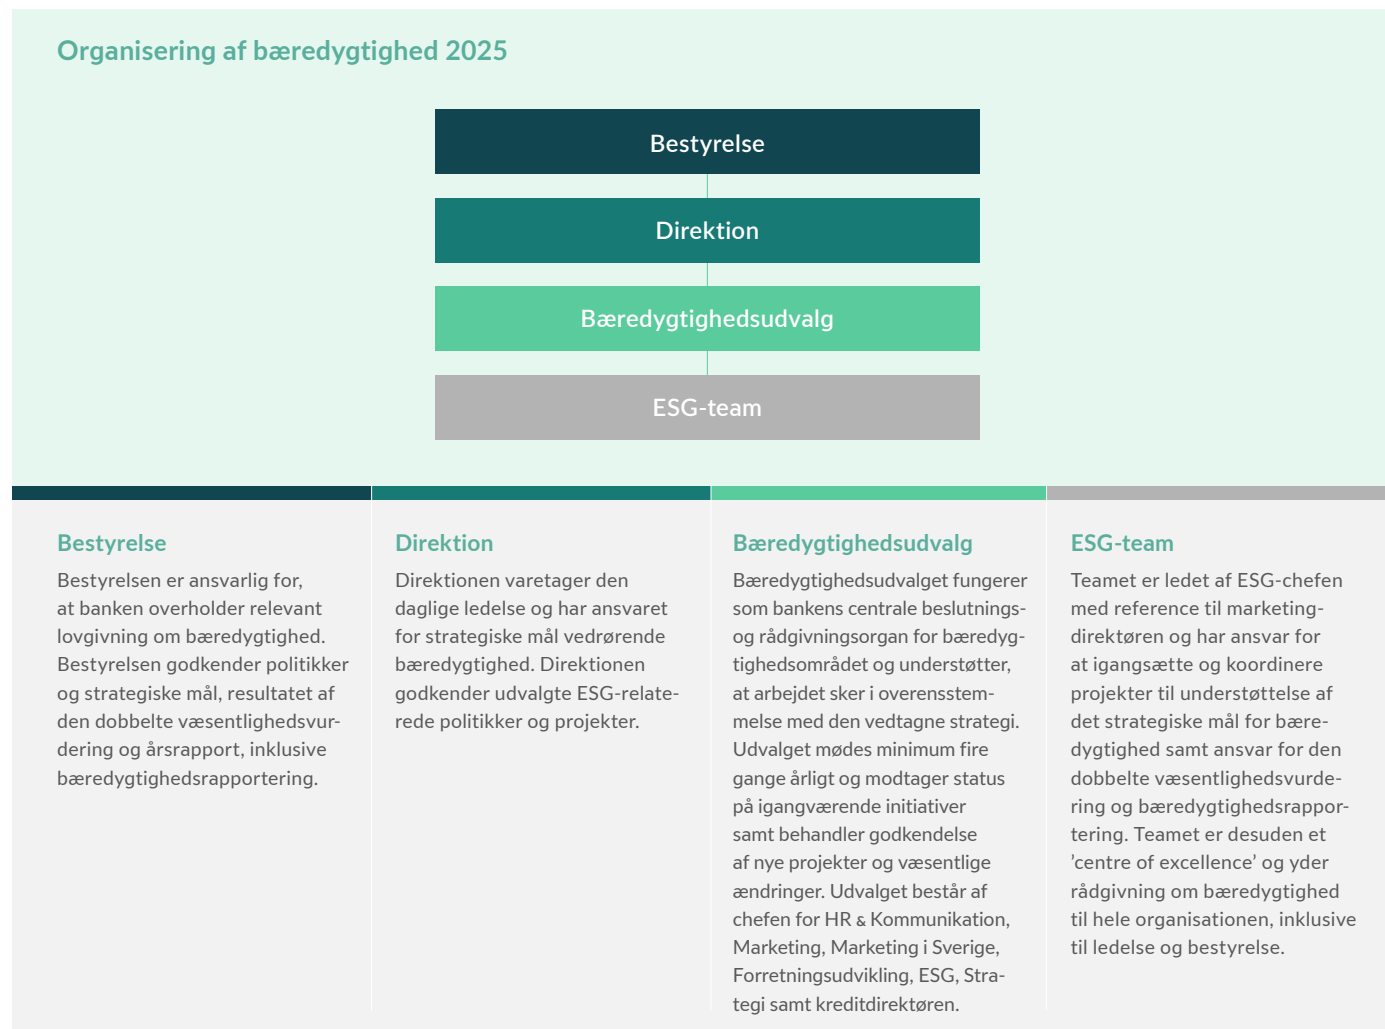 Organisering af bæredygtighed 2025
Bestyrelse
Direktion
Bæredygtighedsudvalg
ESG-team
Bestyrelse
Bestyrelsen er ansvarlig for,
at banken overholder relevant
lovgivning om bæredygtighed.
Bestyrelsen godkender politikker
og strategiske mål, resultatet af
den dobbelte væsentlighedsvur-
dering og årsrapport, inklusive
bæredygtighedsrapportering.
Direktion
Direktionen varetager den
daglige ledelse og har ansvaret
for strategiske mål vedrørende
bæredygtighed. Direktionen
godkender udvalgte ESG-relate-
rede politikker og projekter.
Bæredygtighedsudvalg
Bæredygtighedsudvalget fungerer
som bankens centrale beslutnings-
og rådgivningsorgan for bæredyg-
tighedsområdet og understøtter,
at arbejdet sker i overensstem-
melse med den vedtagne strategi.
Udvalget mødes minimum fire
gange årligt og modtager status
på igangværende initiativer
samt behandler godkendelse
af nye projekter og væsentlige
ændringer. Udvalget består af
chefen for HR & Kommunikation,
Marketing, Marketing i Sverige,
Forretningsudvikling, ESG, Stra-
tegi samt kreditdirektøren.
ESG-team
Teamet er ledet af ESG-chefen
med reference til marketing-
direktøren og har ansvar for
at igangsætte og koordinere
projekter til understøttelse af
det strategiske mål for bære-
dygtighed samt ansvar for den
dobbelte væsentlighedsvurde-
ring og bæredygtighedsrappor-
tering. Teamet er desuden et
’centre of excellence’ og yder
rådgivning om bæredygtighed
til hele organisationen, inklusive
til ledelse og bestyrelse.